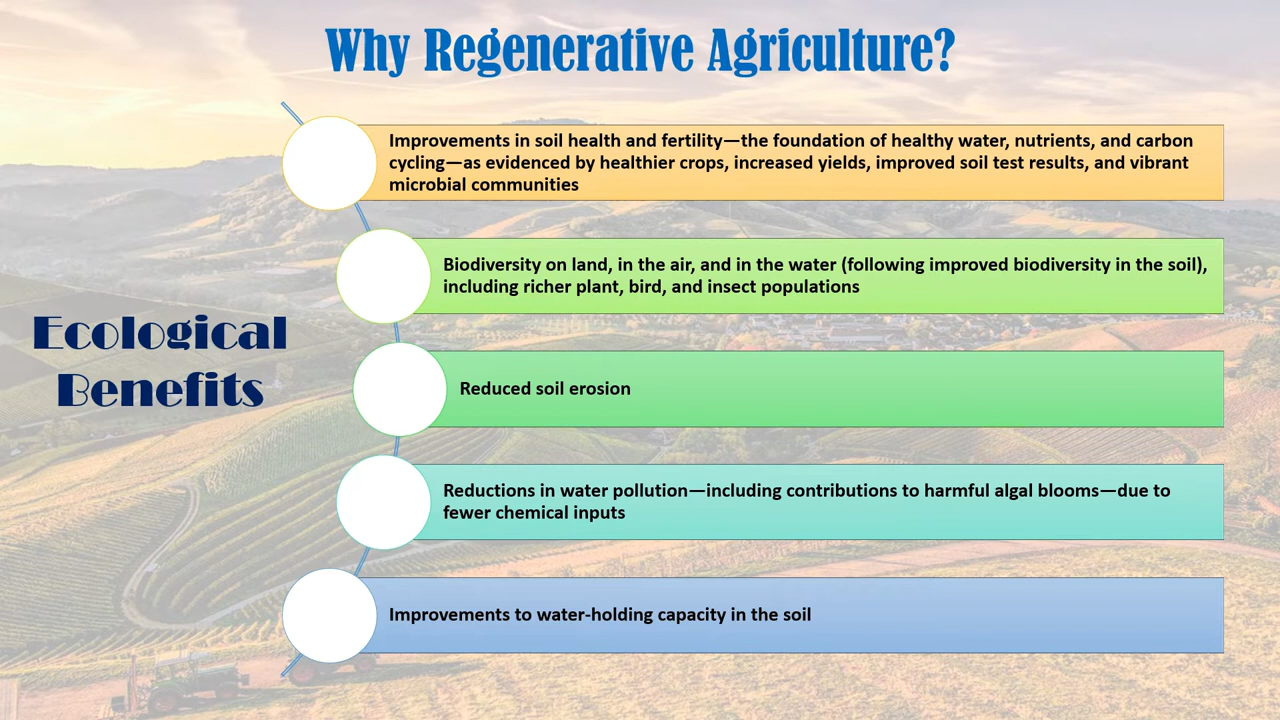 Why Regenerative Agriculture?
Improvements in soil health and fertility—the foundation of healthy water, nutrients, and carbon
cycling—as evidenced by healthier crops, increased yields, improved soil test results, and vibrant
microbial communities
Biodiversity on land, in the air, and in the water (following improved biodiversity in the soil),
including richer plant, bird, and insect populations
Ecological
Benefits
Reduced soil erosion
Reductions in water pollution—including contributions to harmful algal blooms—due to
fewer chemical inputs
Improvements to water-holding capacity in the soil